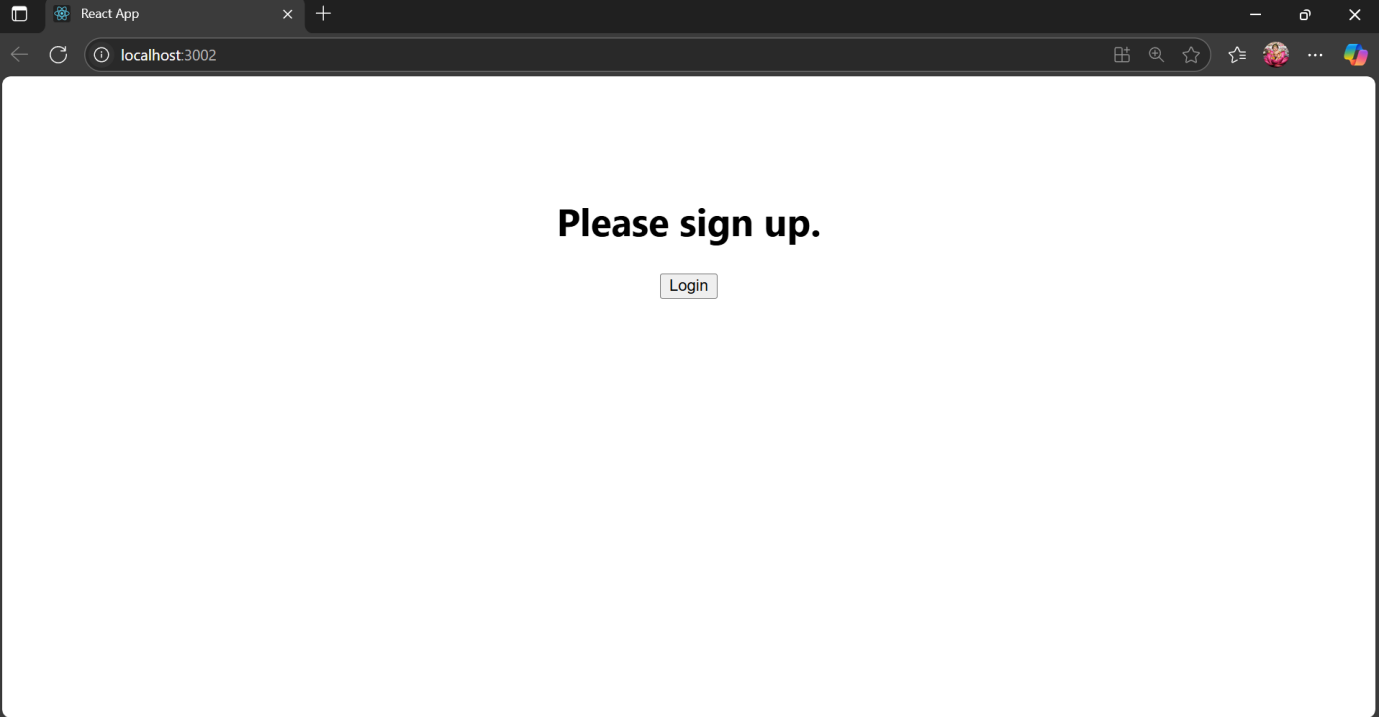 React App
localhost:3002
Please sign up.
Login